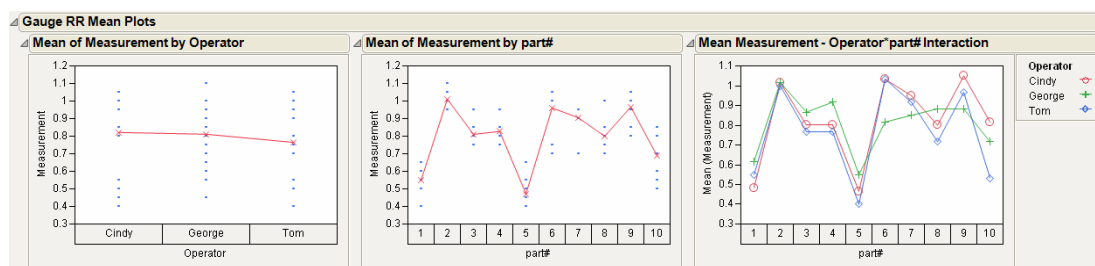 Gauge RR Mean Plots
Mean of Measurement by Operator
Measurement
1.2
1.1
1
0.9
0.8
0.7
0.6
0.5
0.4
0.3
Cindy George Tom
Operator
Mean of Measurement by part#
Measurement
1.2
1.1
1
0.9
0.8
0.7
0.6
0.5
0.4
0.3
1 2 3 4 5 6 7 8 9 10
part#
Mean Measurement - Operator*part# Interaction
Mean (Measurement)
1.1
1
0.9
0.8
0.7
0.6
0.5
0.4
0.3
1 2 3 4 5 6 7 8 9 10
part#
Operator
Cindy
George
Tom